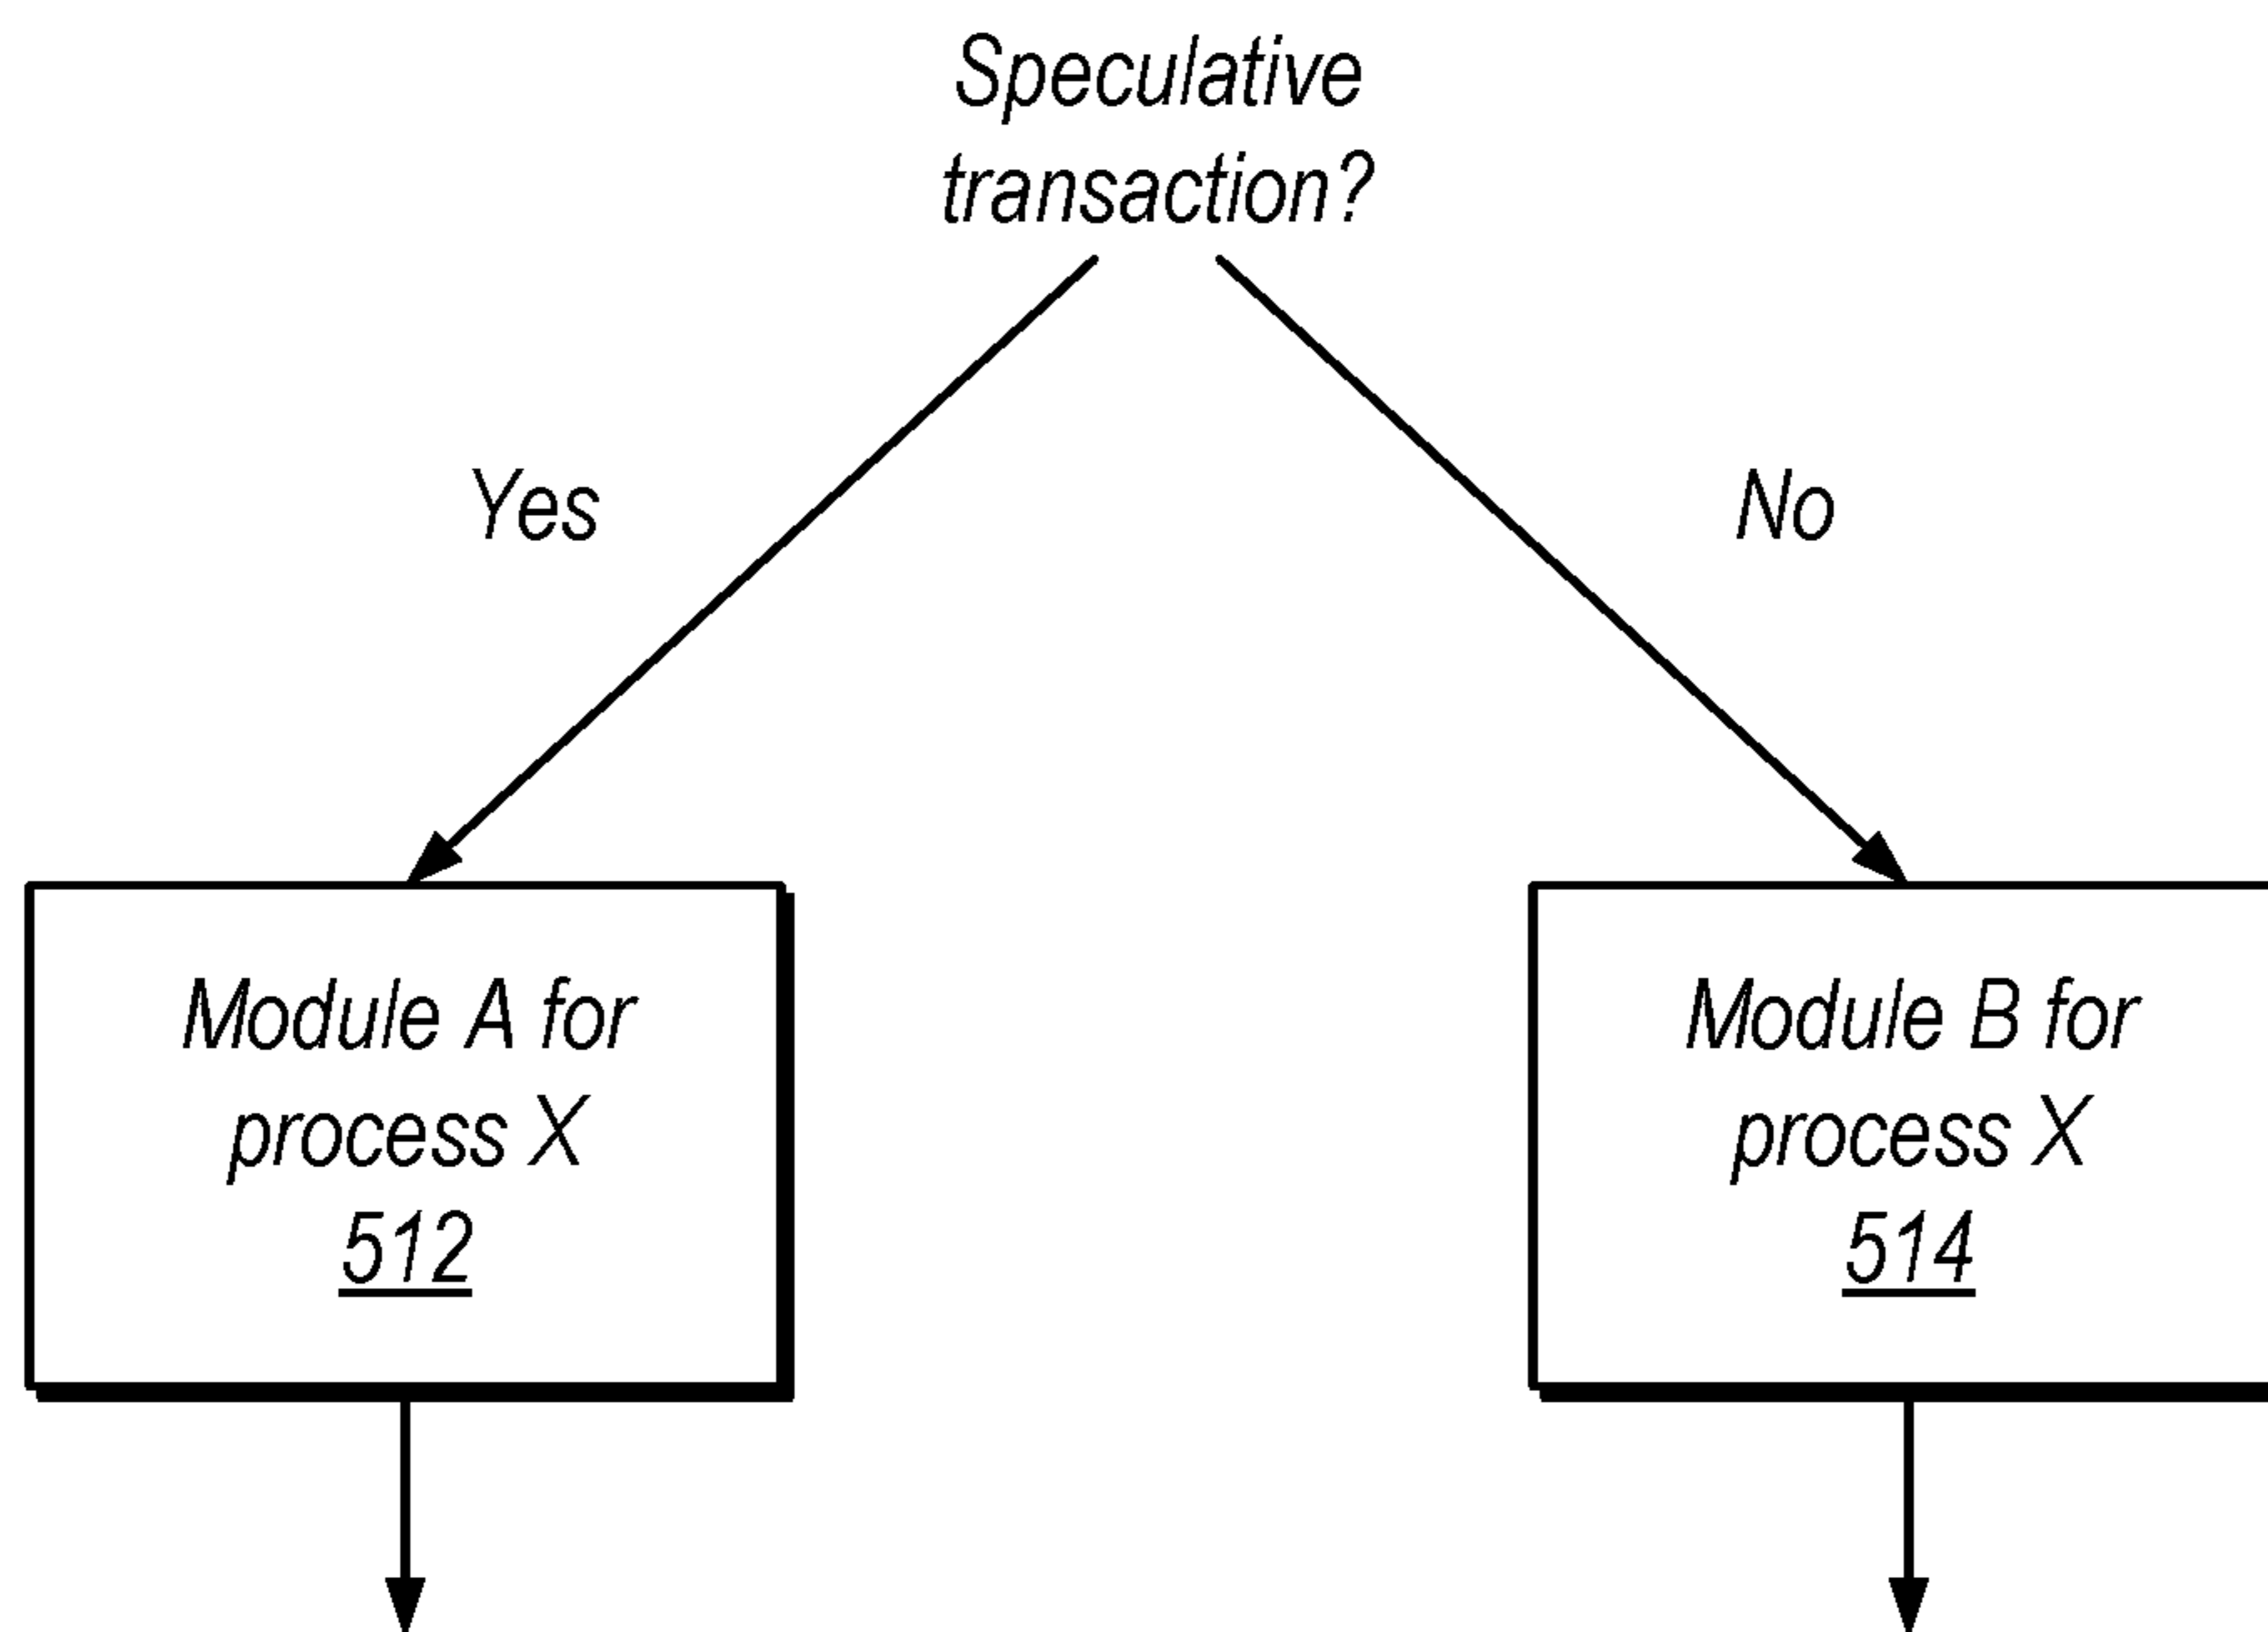 Speculative
transaction?
Yes
No
Module A for
process X
512
Module B for
process X
514